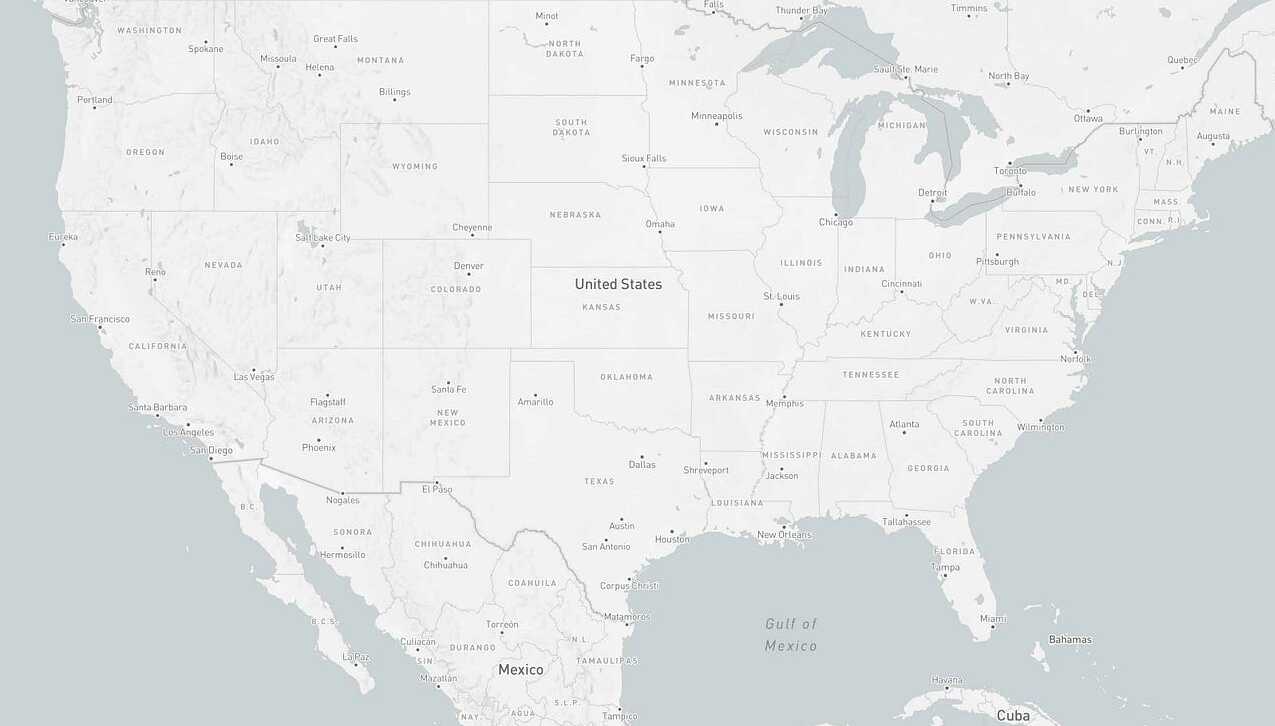 Vancouver
WASHINGTON
Spokane
Great Falls
Missoula
Helena
MONTANA
Billings
Minot
NORTH
DAKOTA
Fargo
Falls
Thunder Bay
Timmins
Sault Ste. Marie
North Bay
Quebec
MINNESOTA
Minneapolis
Portland
OREGON
IDAHO
Boise
WYOMING
SOUTH
DAKOTA
Sioux Falls
WISCONSIN
MICHIGAN
Ottawa
Burlington
MAINE
Augusta
VT.
N.H.
Toronto
Buffalo
Detroit
NEW YORK
MASS.
CONN.
R.I.
Eureka
Reno
NEVADA
Salt Lake City
UTAH
Cheyenne
Denver
COLORADO
NEBRASKA
Omaha
IOWA
Chicago
ILLINOIS
INDIANA
OHIO
PENNSYLVANIA
Pittsburgh
N.J.
MD.
DEL.
Cincinnati
W.VA.
United States
KANSAS
St. Louis
MISSOURI
KENTUCKY
VIRGINIA
Norfolk
San Francisco
CALIFORNIA
Las Vegas
Santa Barbara
Los Angeles
San Diego
Flagstaff
ARIZONA
Phoenix
Santa Fe
NEW
MEXICO
Amarillo
OKLAHOMA
ARKANSAS
Memphis
TENNESSEE
NORTH
CAROLINA
Wilmington
SOUTH
CAROLINA
Atlanta
GEORGIA
ALABAMA
MISSISSIPPI
Jackson
Shreveport
Dallas
TEXAS
LOUISIANA
El Paso
Nogales
B.C.
SONORA
Hermosillo
CHIHUAHUA
Chihuahua
Austin
San Antonio
Houston
New Orleans
Tallahassee
FLORIDA
Tampa
Miami
Corpus Christi
COAHUILA
Matamoros
Torreón
N.L.
B.C.S.
La Paz
Culiacán
SIN.
DURANGO
Mazatlán
Mexico
TAMAULIPAS
Gulf of
Mexico
Bahamas
Havana
Cuba
NAY.
AGUA.
S.L.P.
Tampico